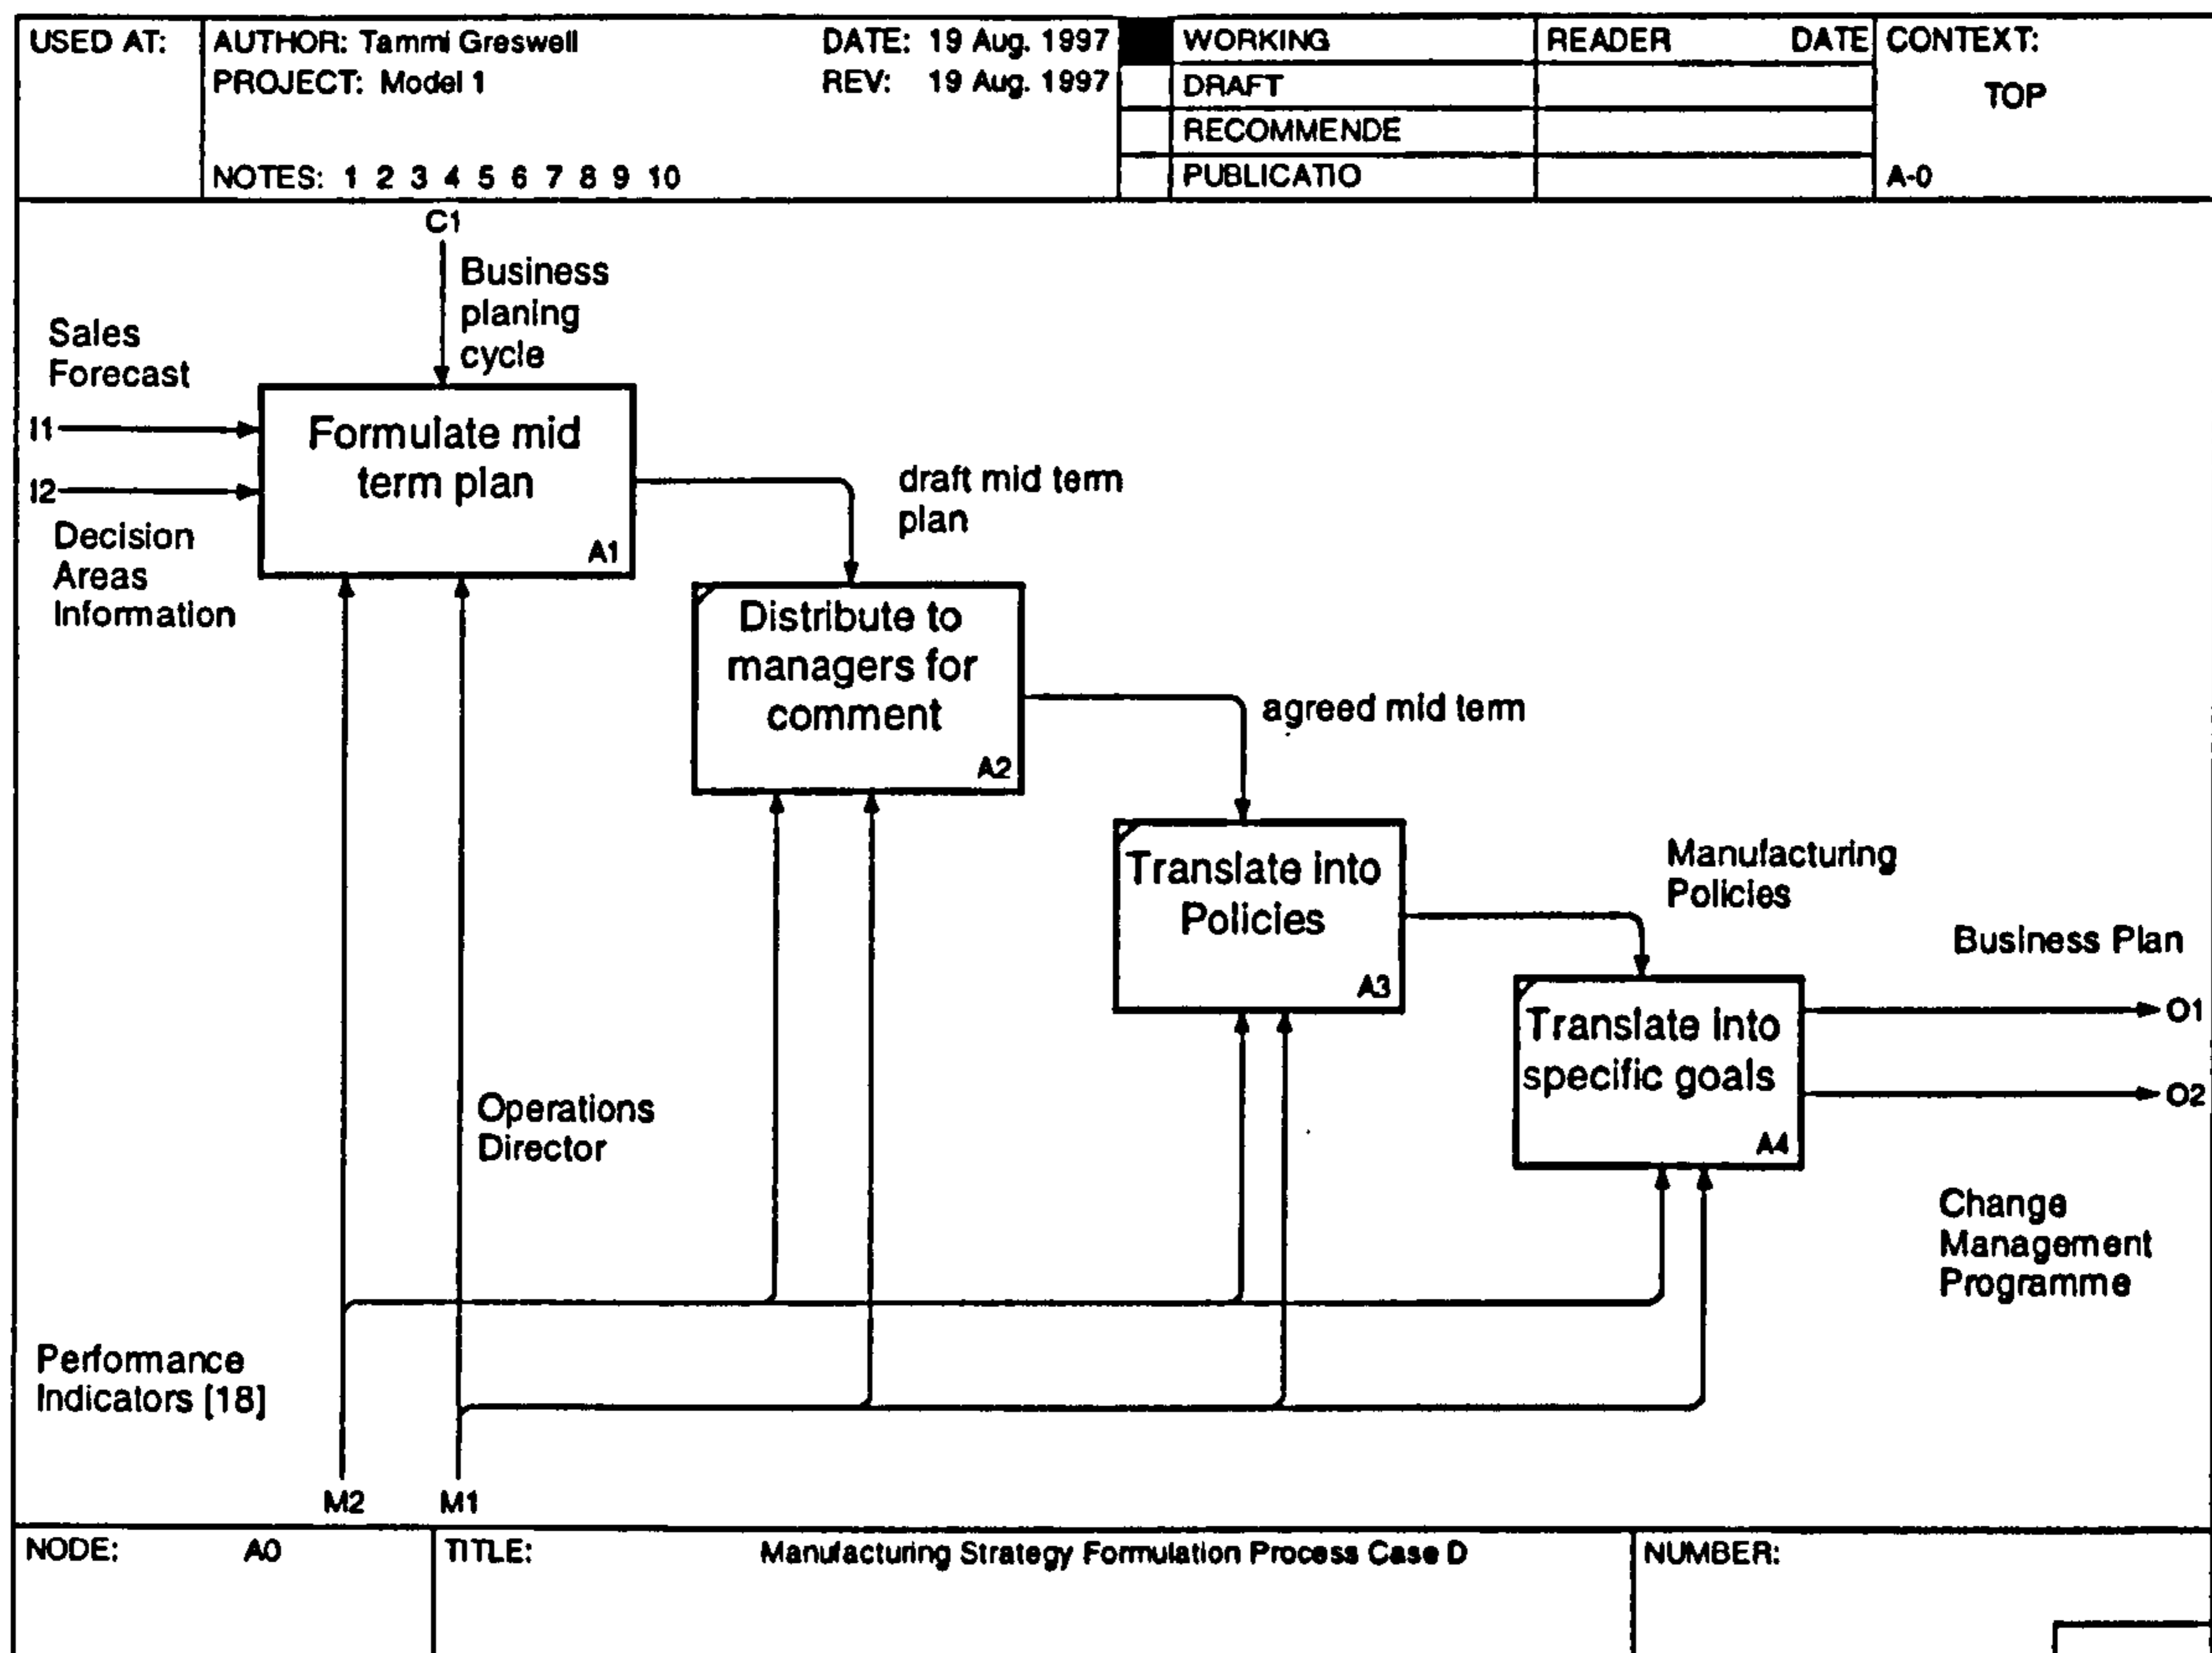 USED AT:
AUTHOR: Tammi Greswell
DATE: 19 Aug. 1997
PROJECT: Model 1
REV: 19 Aug. 1997
NOTES: 1 2 3 4 5 6 7 8 9 10
WORKING
DRAFT
RECOMMENDE
PUBLICATIO
READER DATE
CONTEXT:
TOP
A-0
C1
Business
planing
cycle
Sales
Forecast
I1
I2
Decision
Areas
Information
Formulate mid
term plan
A1
draft mid term
plan
Distribute to
managers for
comment
A2
agreed mid term
Translate into
Policies
A3
Manufacturing
Policies
Translate into
specific goals
A4
Business Plan
O1
O2
Change
Management
Programme
Operations
Director
Performance
Indicators [18]
M2
M1
NODE: A0
TITLE: Manufacturing Strategy Formulation Process Case D
NUMBER: